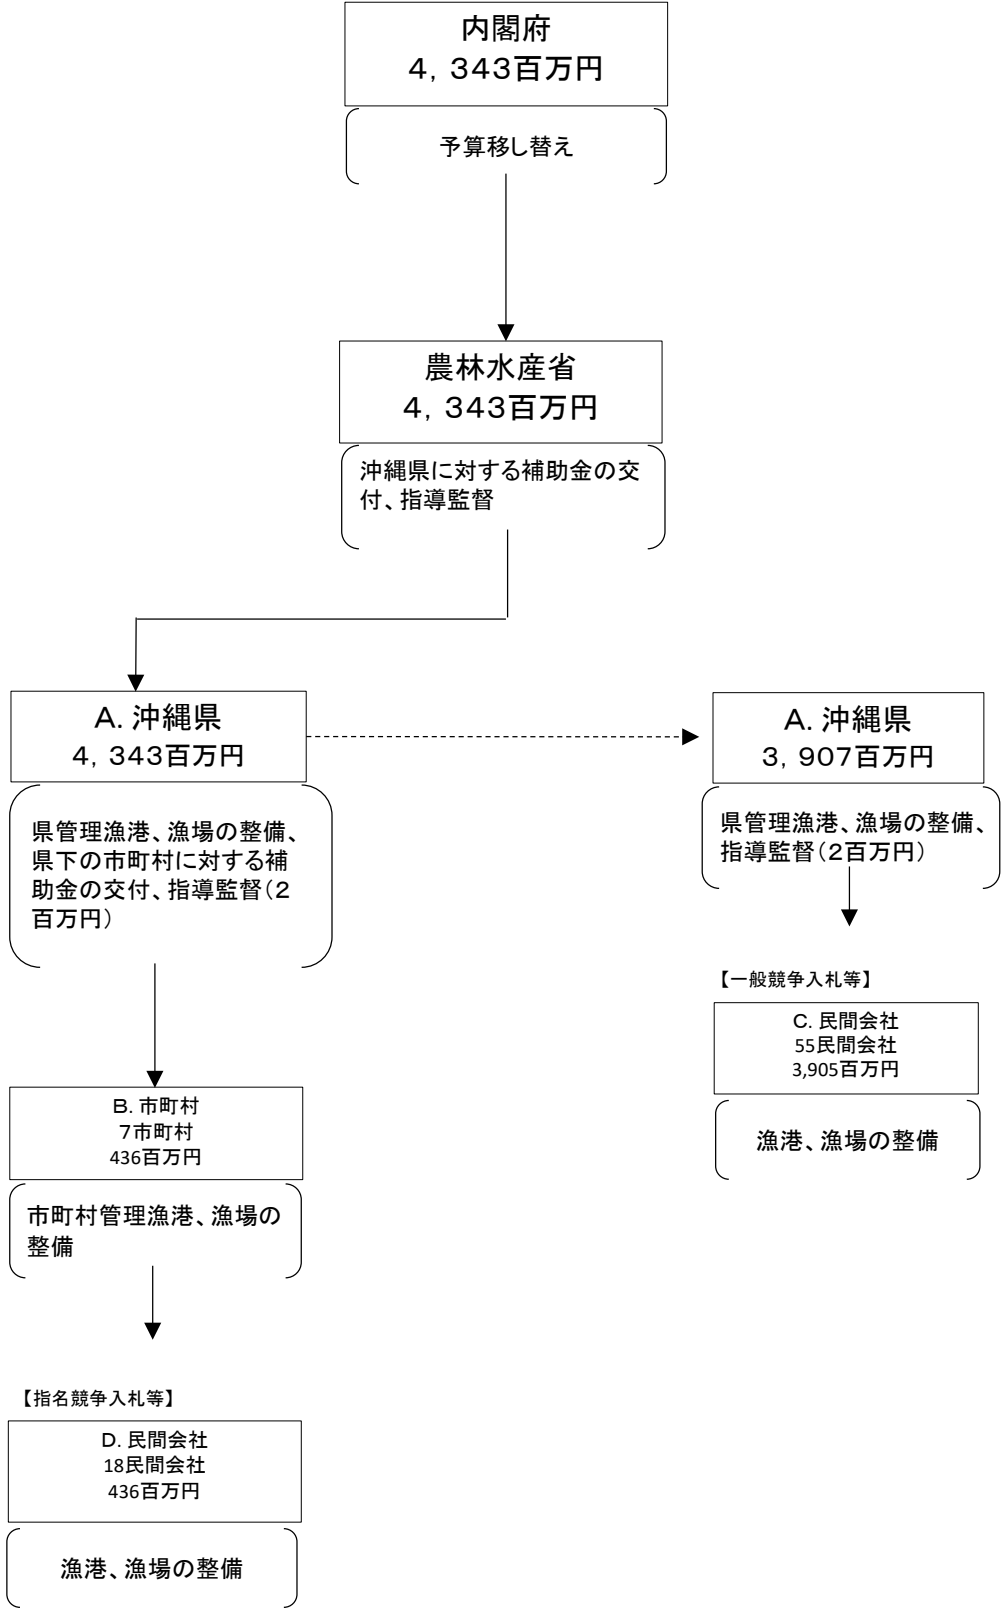 内閣府
4，343百万円
予算移し替え
農林水産省
4，343百万円
沖縄県に対する補助金の交
付、指導監督
A．沖縄県
4，343百万円
県管理漁港、漁場の整備、
県下の市町村に対する補
助金の交付、指導監督（2
百万円）
A．沖縄県
3，907百万円
県管理漁港、漁場の整備、
指導監督（2百万円）
【一般競争入札等】
C．民間会社
55民間会社
3,905百万円
漁港、漁場の整備
B．市町村
7市町村
436百万円
市町村管理漁港、漁場の
整備
【指名競争入札等】
D．民間会社
18民間会社
436百万円
漁港、漁場の整備